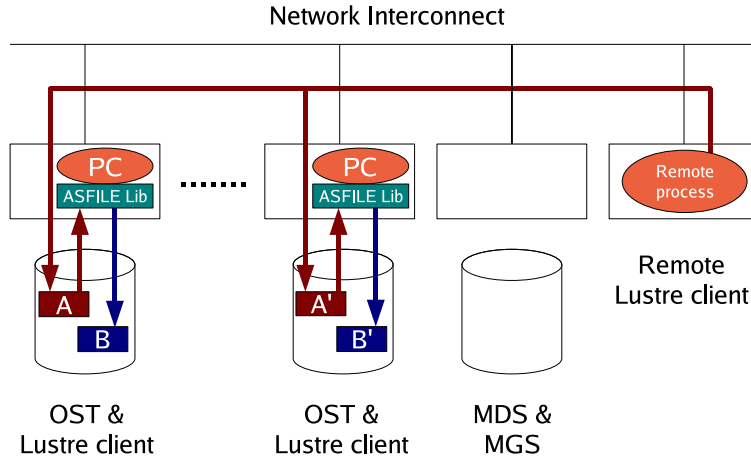 Network Interconnect
PC
ASFILE Lib
PC
ASFILE Lib
Remote
process
A
B
A'
B'
Remote
Lustre client
OST &
Lustre client
OST &
Lustre client
MDS &
MGS